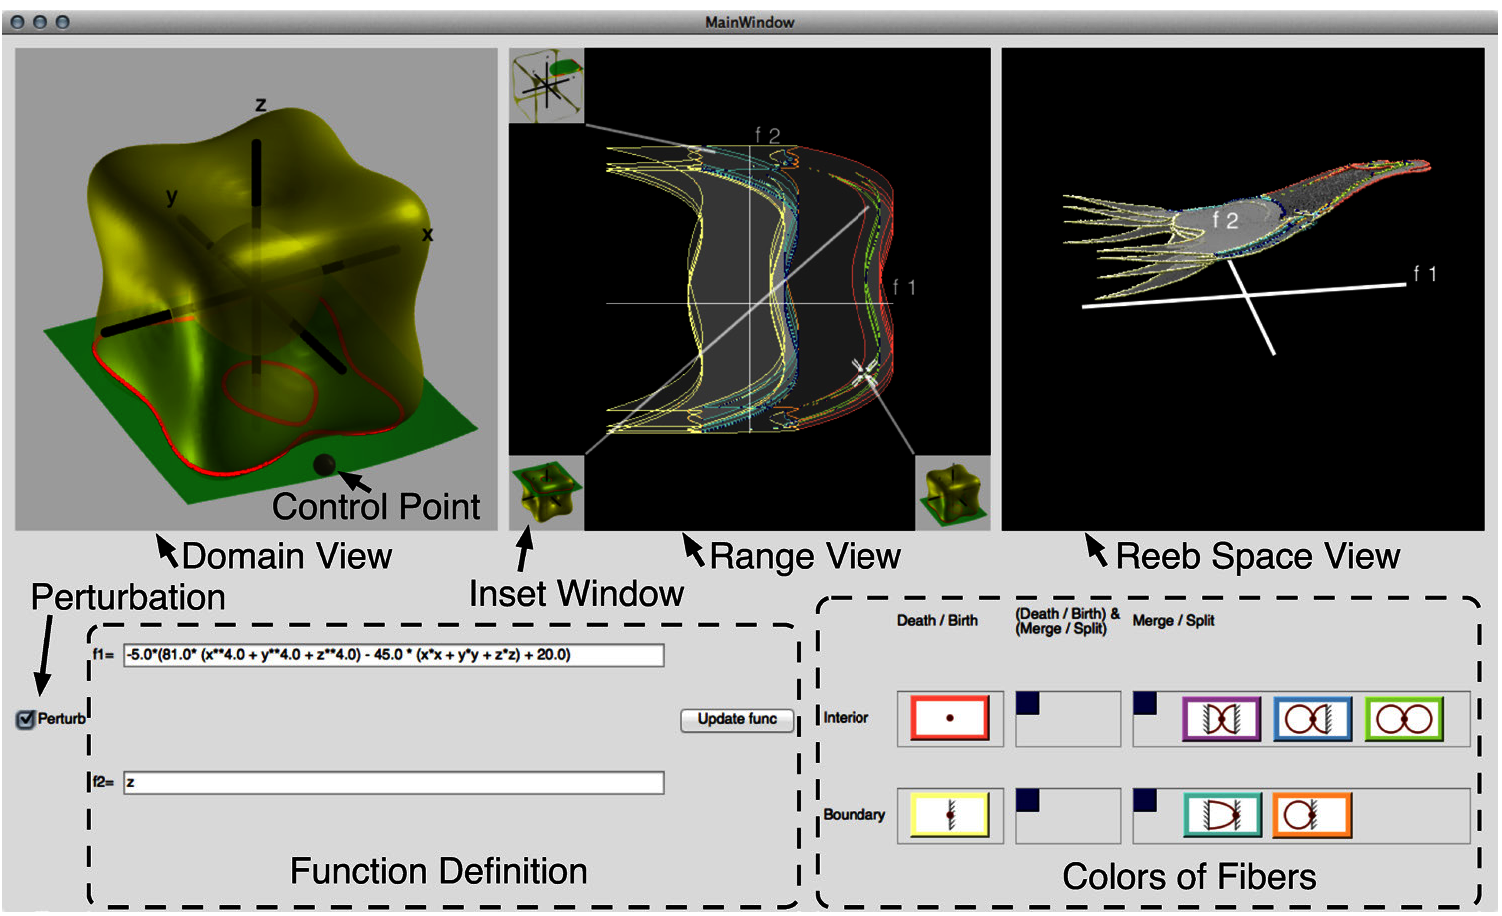 MainWindow
z
y
x
Control Point
Domain View
f 2
f 1
Inset Window
Range View
f 2
f 1
Reeb Space View
Perturbation
Perturb
f1= -5.0*(81.0* (x**4.0 + y**4.0 + z**4.0) - 45.0 * (x*x + y*y + z*z) + 20.0)
Update func
f2= z
Function Definition
Death / Birth
(Death / Birth) &
(Merge / Split)
Merge / Split
Interior
Boundary
Colors of Fibers